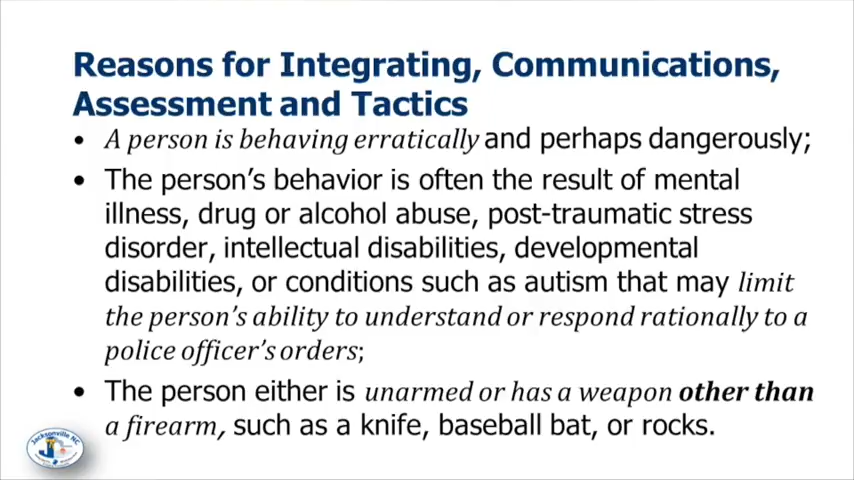 Reasons for Integrating, Communications,
Assessment and Tactics
• A person is behaving erratically and perhaps dangerously;
• The person's behavior is often the result of mental
illness, drug or alcohol abuse, post-traumatic stress
disorder, intellectual disabilities, developmental
disabilities, or conditions such as autism that may limit
the person's ability to understand or respond rationally to a
police officer's orders;
• The person either is unarmed or has a weapon other than
a firearm, such as a knife, baseball bat, or rocks.
Jacksonville NC